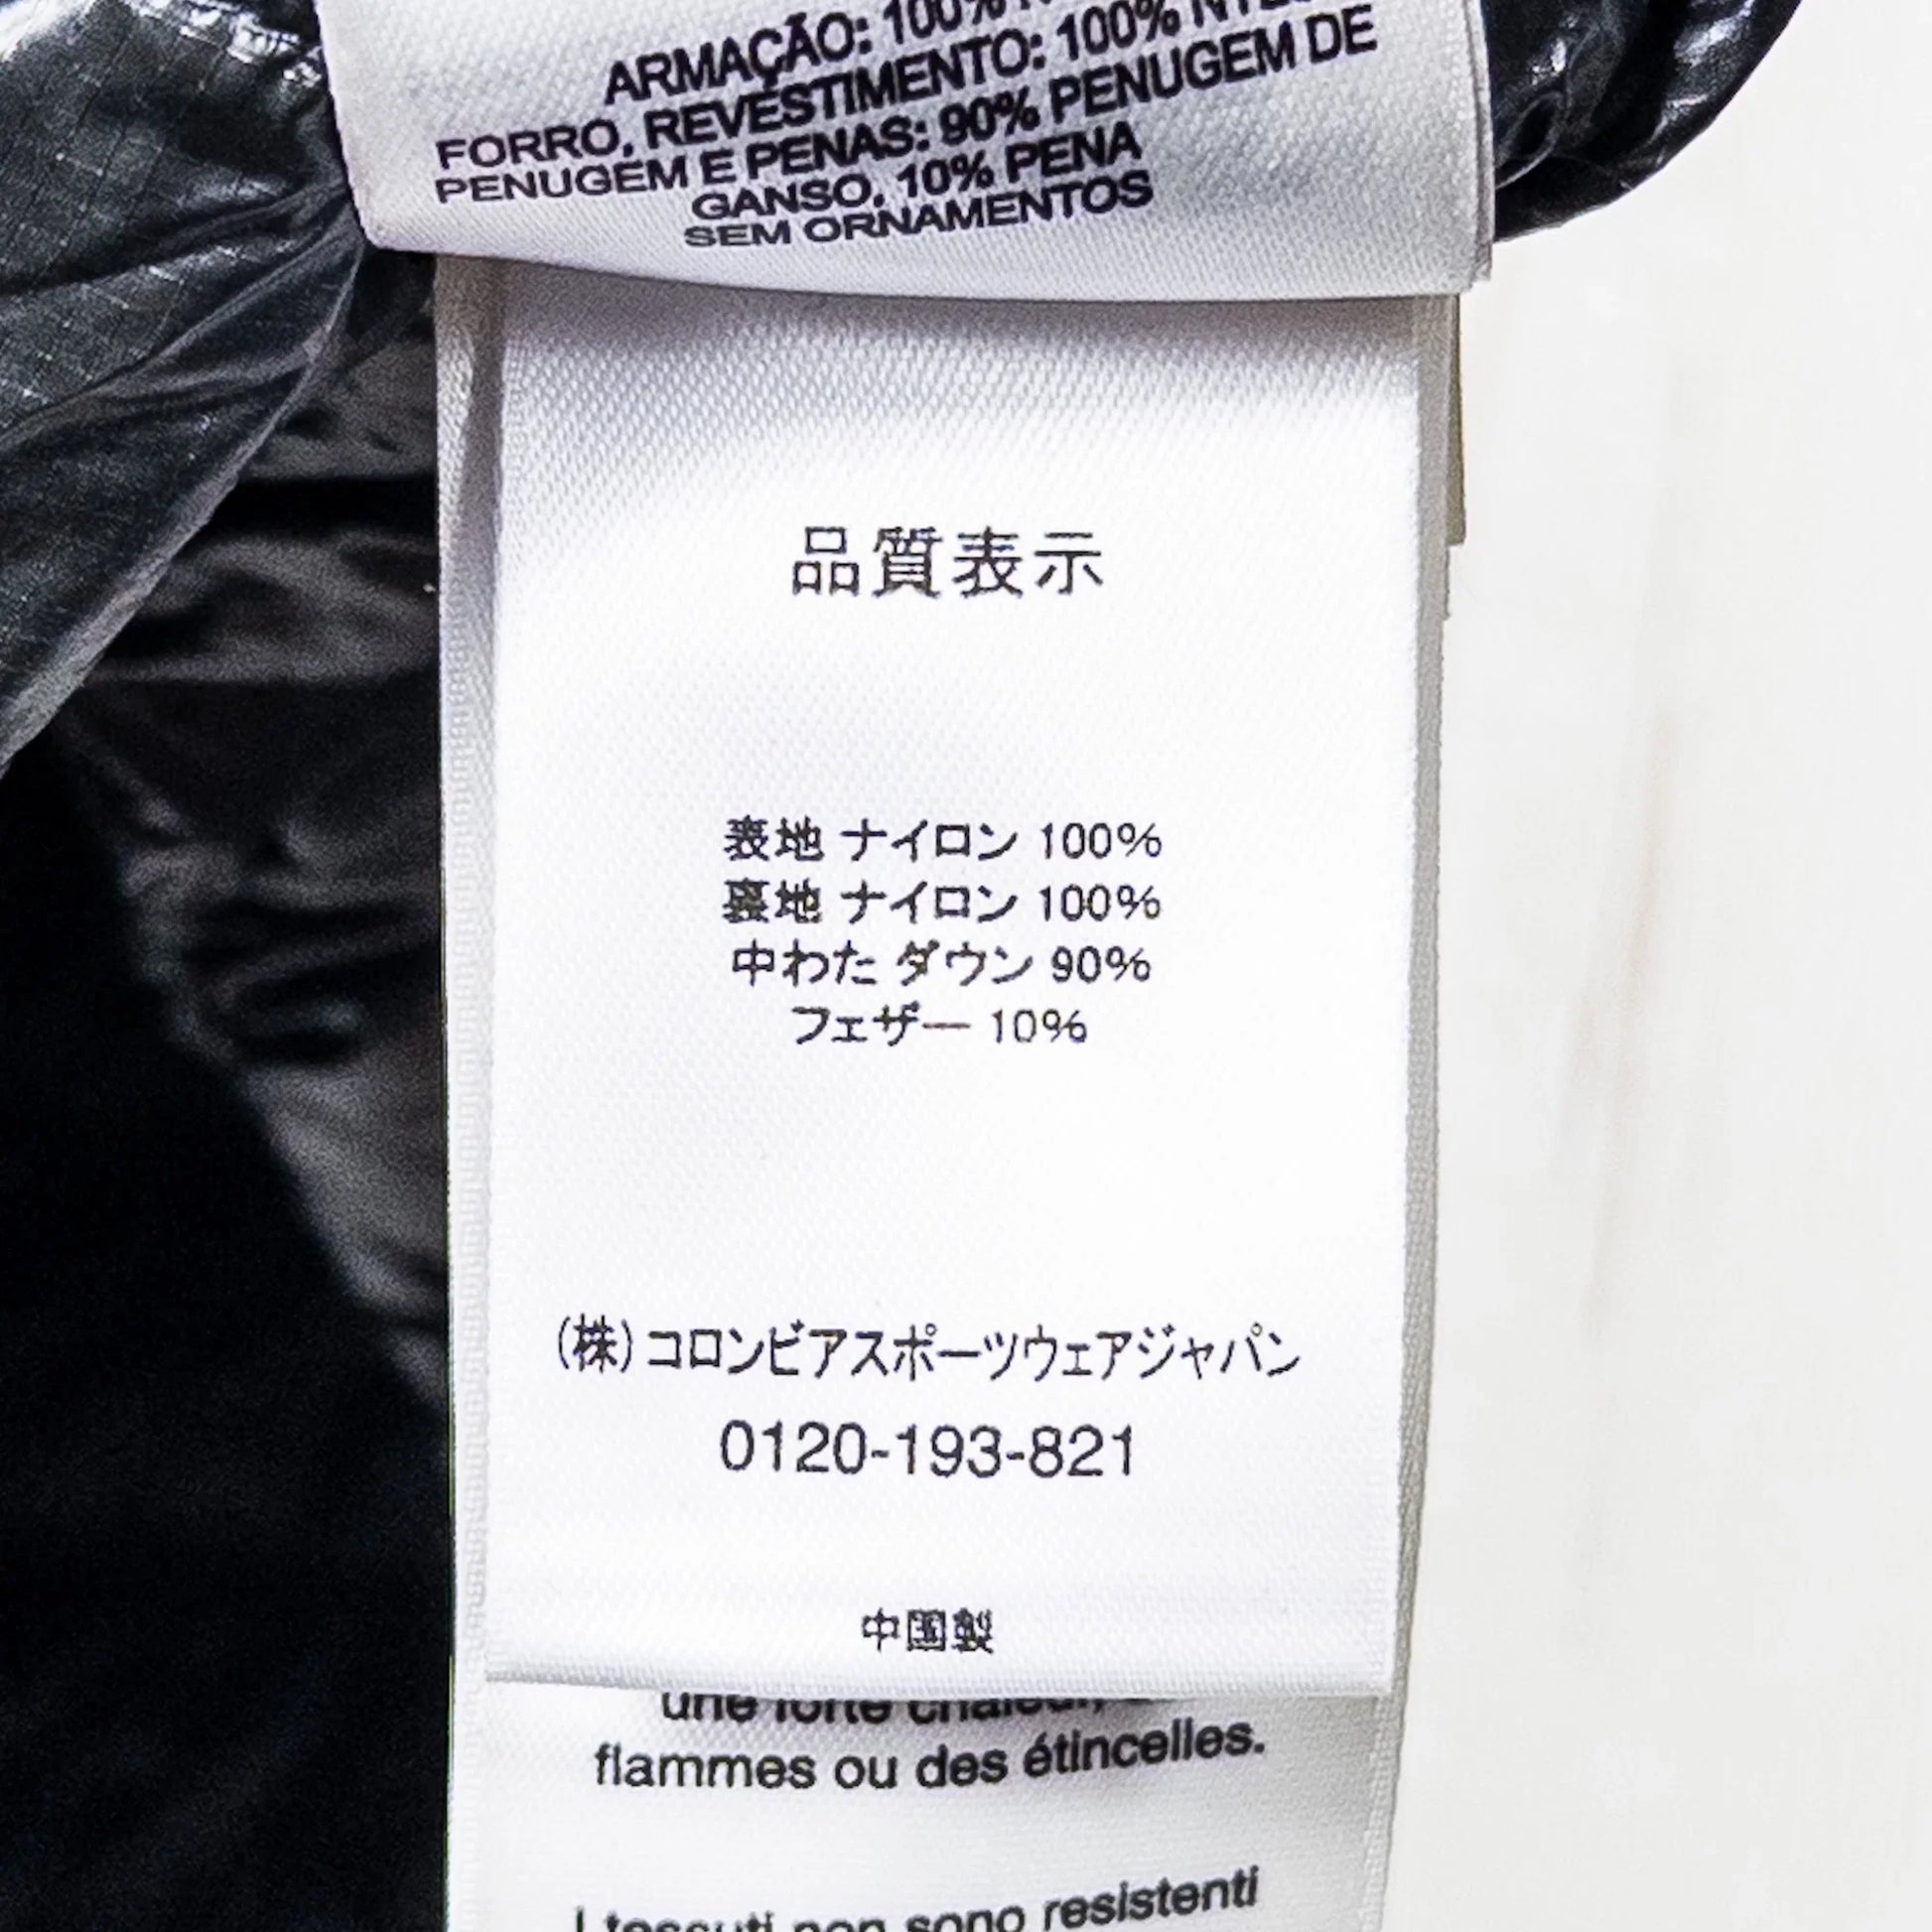 ARMAÇÃO: 100%
FORRO. REVESTIMENTO: 100%
PENUGEM E PENAS: 90% PENUGEM DE
GANSO. 10% PENA
SEM ORNAMENTOS
品質表示
表地 ナイロン 100%
裏地 ナイロン 100%
中わた ダウン 90%
フェザー 10%
(株)コロンビアスポーツウェアジャパン
0120-193-821
中国製
une forte chaleur,
flammes ou des étincelles.
I tessuti non sono resistenti